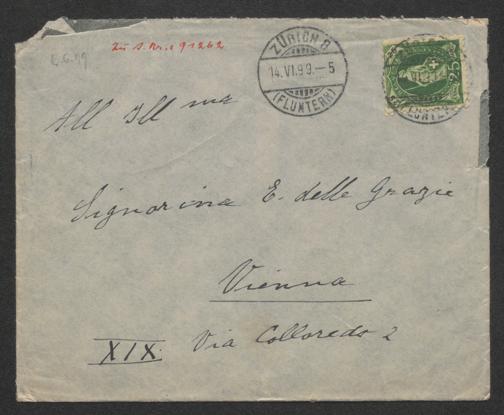 Zu A. Nr. 91262
ZÜRICH 8
14.VI.99.–5
(FLUNTERN)
25
All Ill ma
Signorina E. delle Grazie
Vienna
XIX. Via Colloredo 2